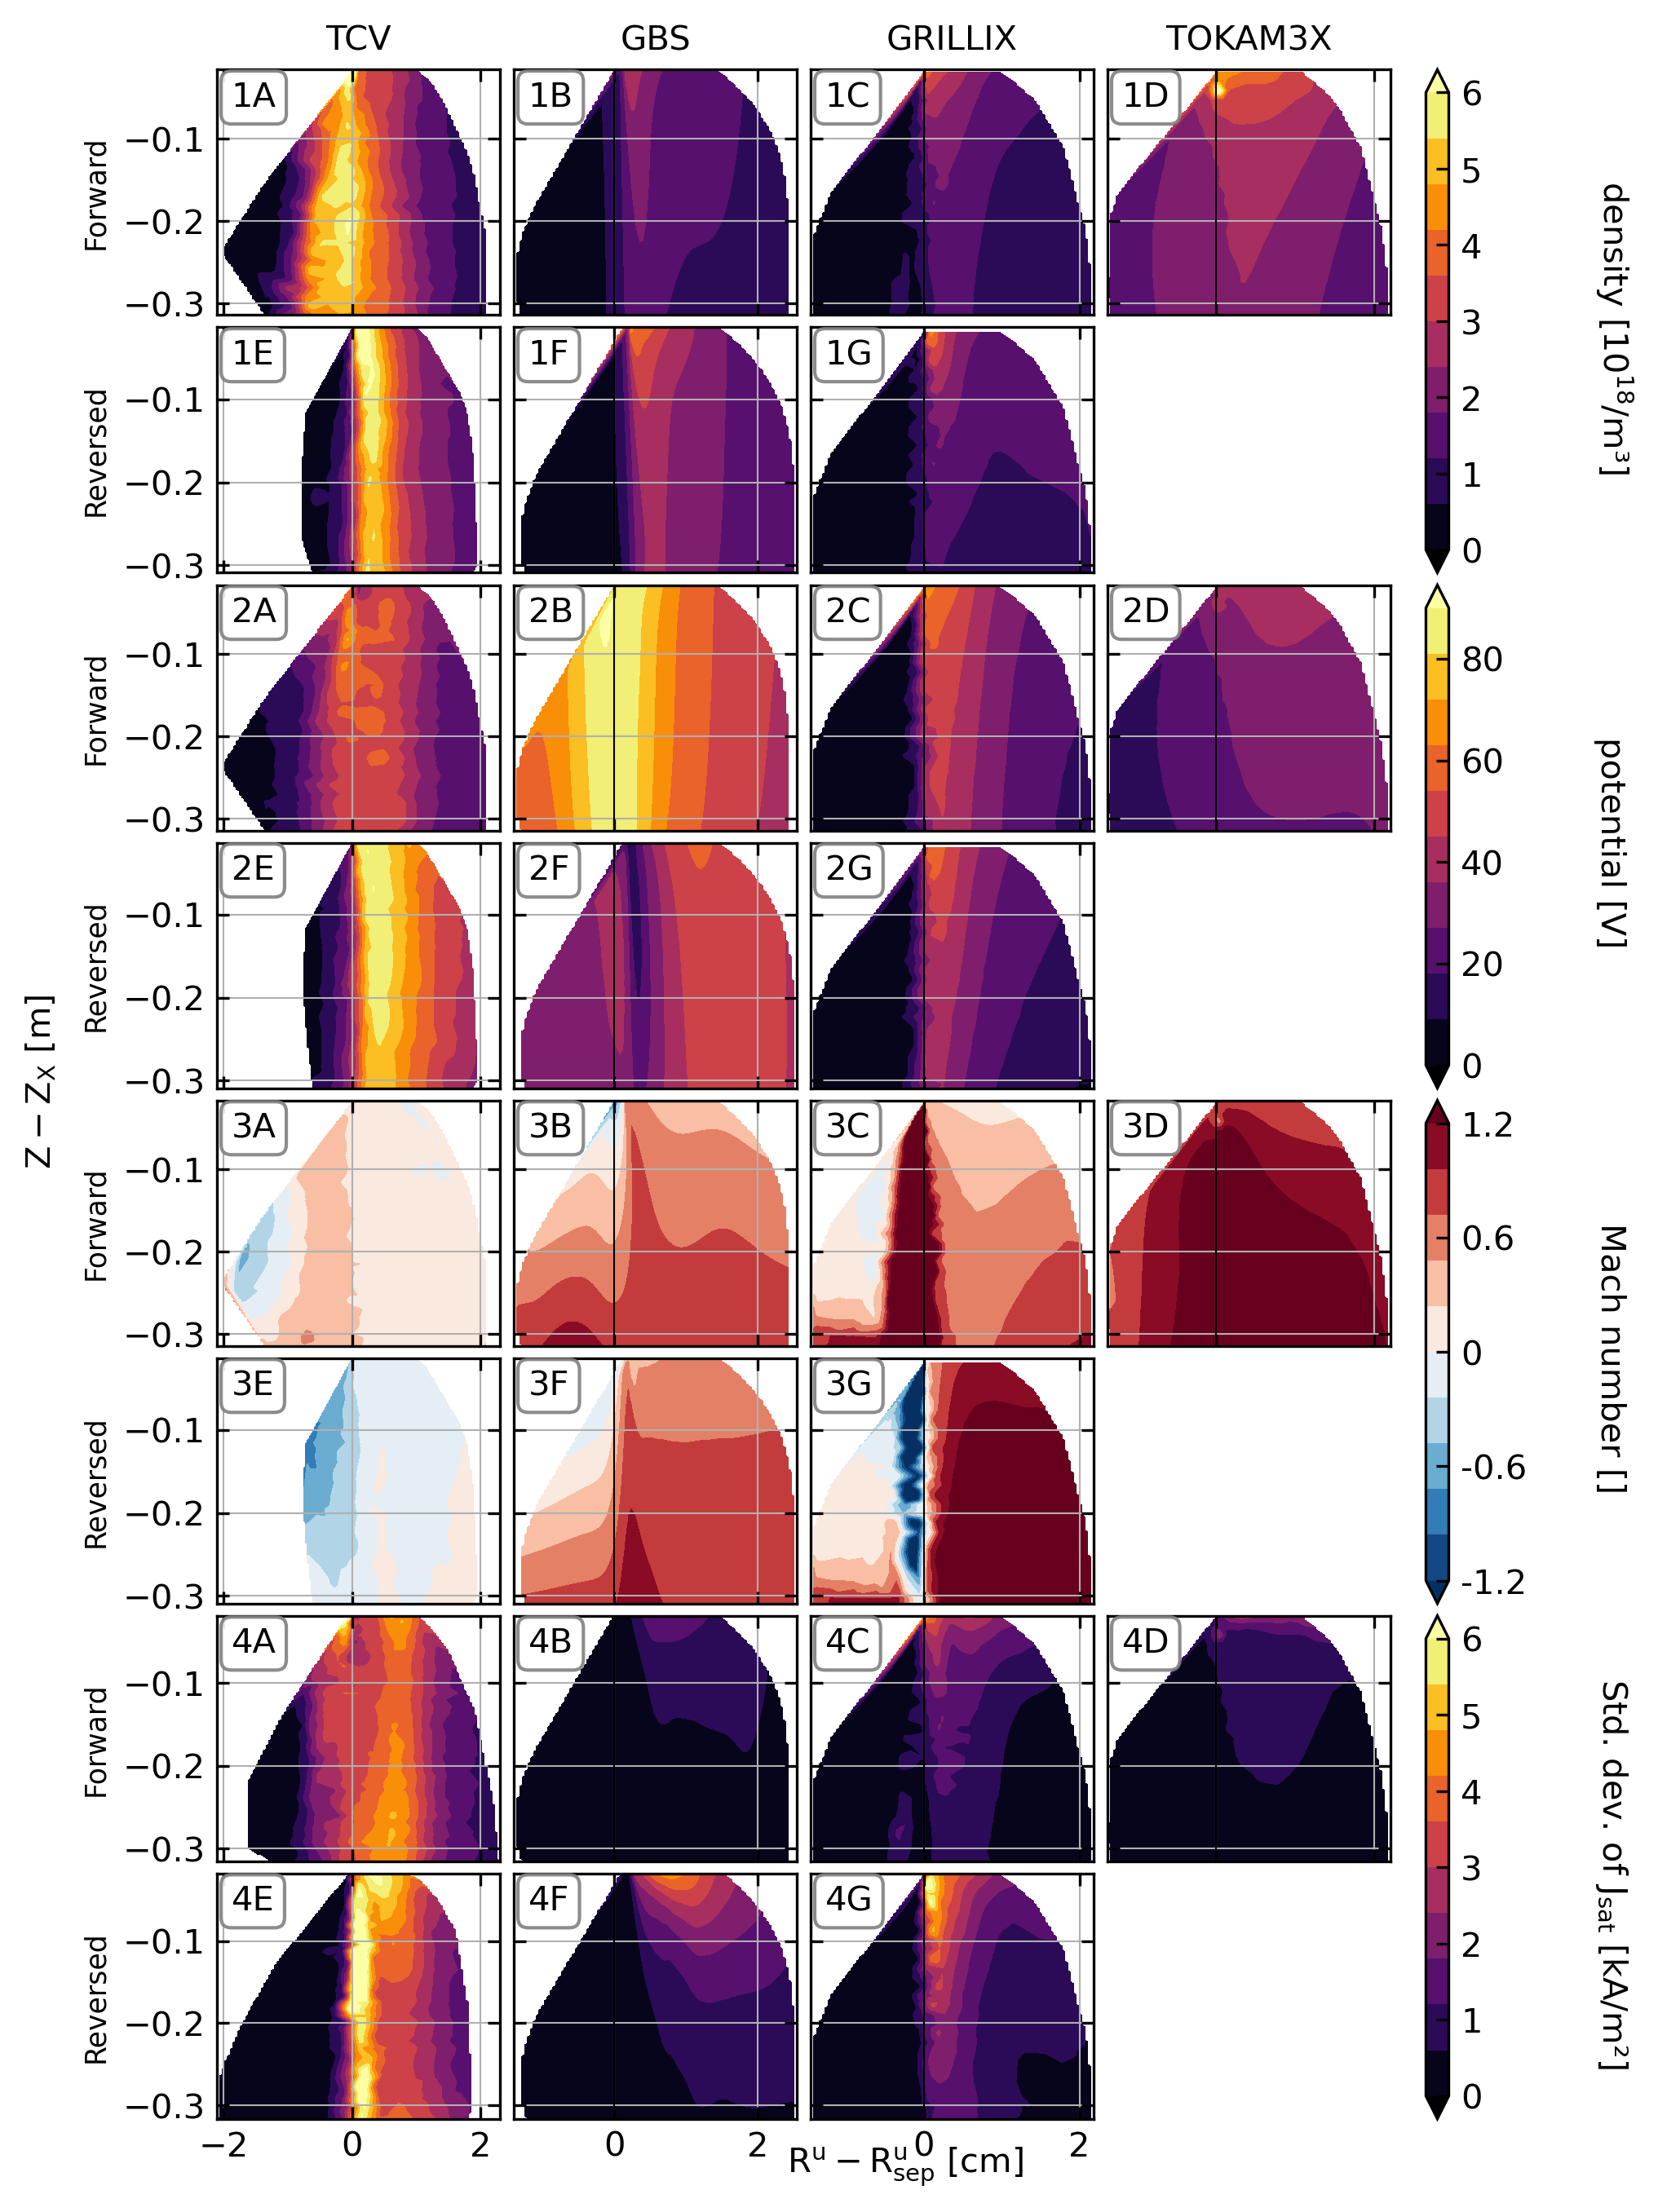 TCV GBS GRILLIX TOKAM3X
1A 1B 1C 1D
Forward
−0.1
−0.2
−0.3
1E 1F 1G
Reversed
−0.1
−0.2
−0.3
6
5
4
3
2
1
0
density [10¹⁸/m³]
2A 2B 2C 2D
Forward
−0.1
−0.2
−0.3
2E 2F 2G
Reversed
−0.1
−0.2
−0.3
80
60
40
20
0
potential [V]
Z − Z_X [m]
3A 3B 3C 3D
Forward
−0.1
−0.2
−0.3
3E 3F 3G
Reversed
−0.1
−0.2
−0.3
1.2
0.6
0
-0.6
-1.2
Mach number []
4A 4B 4C 4D
Forward
−0.1
−0.2
−0.3
4E 4F 4G
Reversed
−0.1
−0.2
−0.3
6
5
4
3
2
1
0
Std. dev. of J_sat [kA/m²]
−2 0 2 0 2 0 2
R^u − R^u_sep [cm]